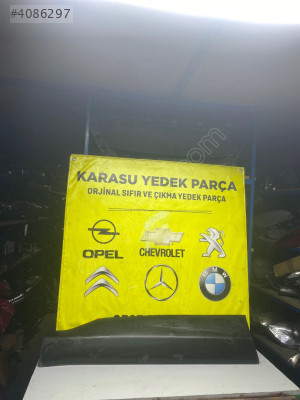 #4086297
KARASU YEDEK PARÇA
ORJİNAL SIFIR VE ÇIKMA YEDEK PARÇA
OPEL
CHEVROLET
BMW